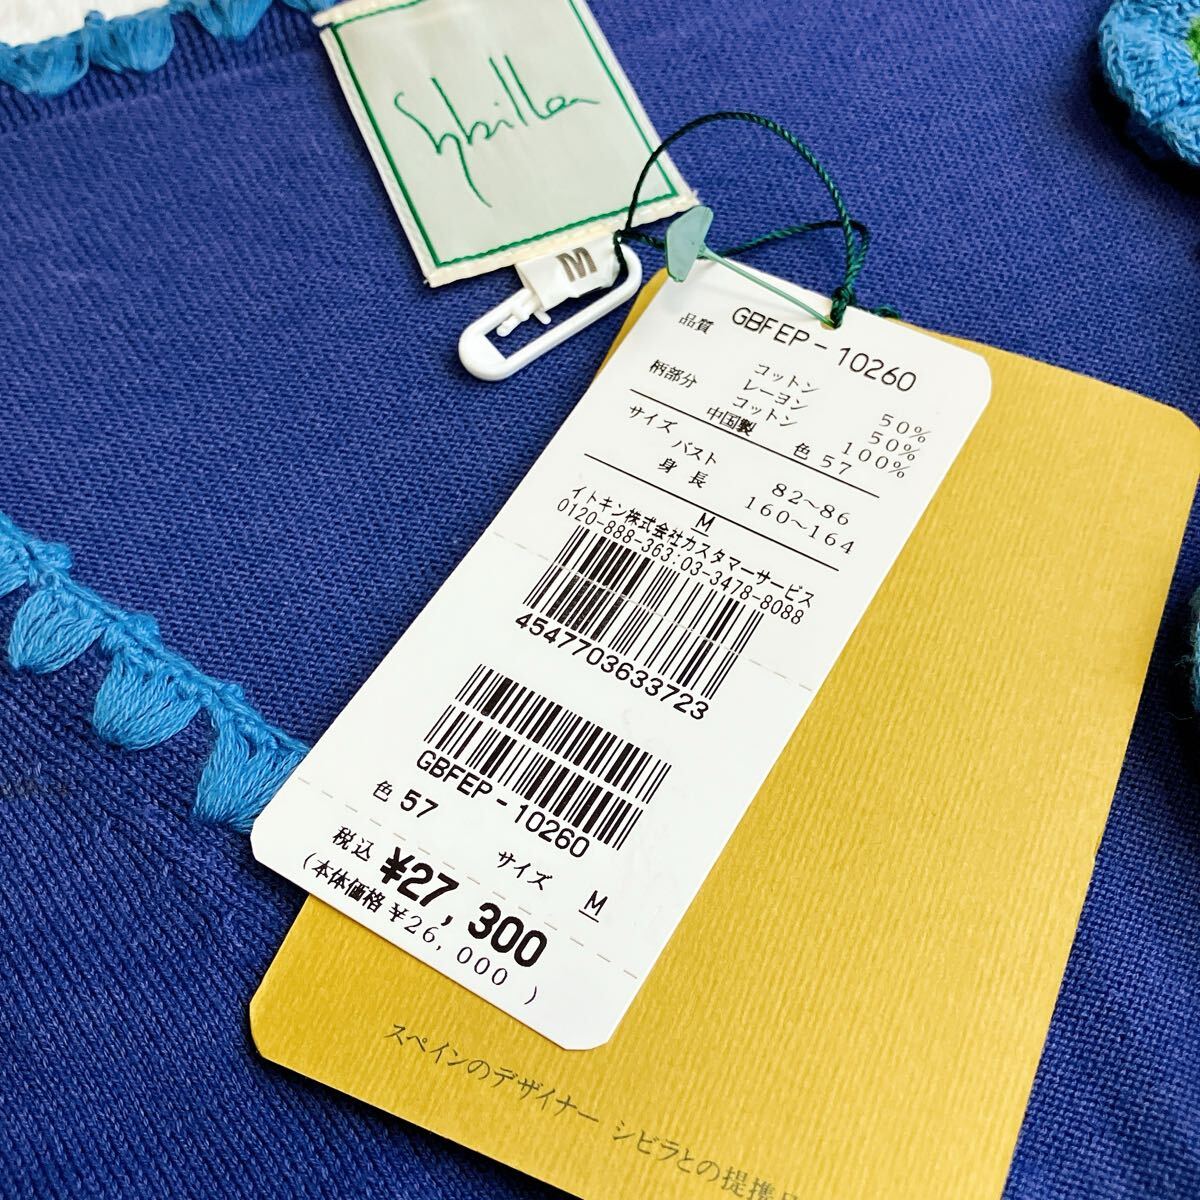 Sybilla
M
GBFEP-10260
品質
コットン 50%
レーヨン 50%
柄部分 コットン 100%
中国製 色 57
サイズ
バスト 82~86
身長 160~164
M
イトキン株式会社カスタマーサービス
0120-888-363:03-3478-8088
4547703633723
GBFEP-10260
色 57 サイズ M
税込 ¥27,300
(本体価格 ¥26,000 )
スペインのデザイナー シビラとの提携